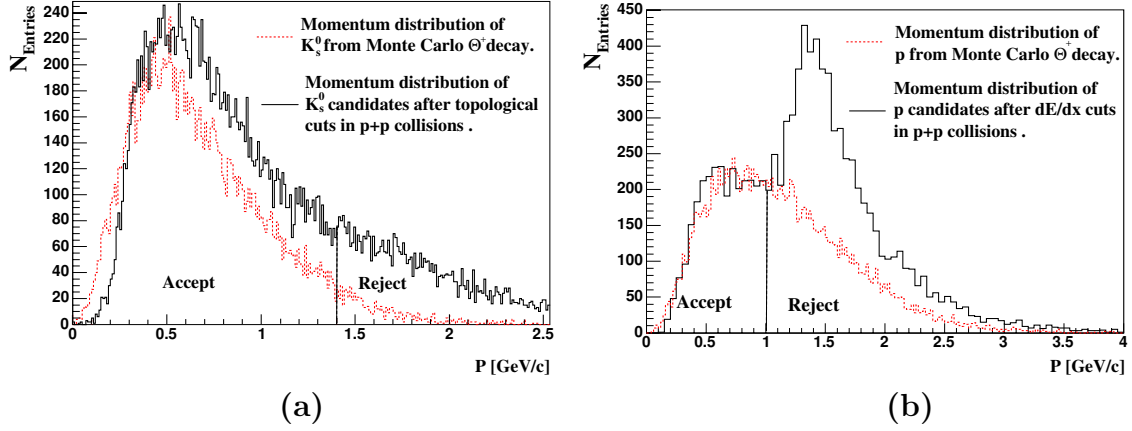 N_Entries
240
220
200
180
160
140
120
100
80
60
40
20
0
Momentum distribution of
K_s^0 from Monte Carlo Θ^+ decay.
Momentum distribution of
K_s^0 candidates after topological
cuts in p+p collisions .
Accept
Reject
0 0.5 1 1.5 2 2.5
P [GeV/c]
(a)
N_Entries
450
400
350
300
250
200
150
100
50
0
Momentum distribution of
p from Monte Carlo Θ^+ decay.
Momentum distribution of
p candidates after dE/dx cuts
in p+p collisions .
Accept
Reject
0 0.5 1 1.5 2 2.5 3 3.5 4
P [GeV/c]
(b)